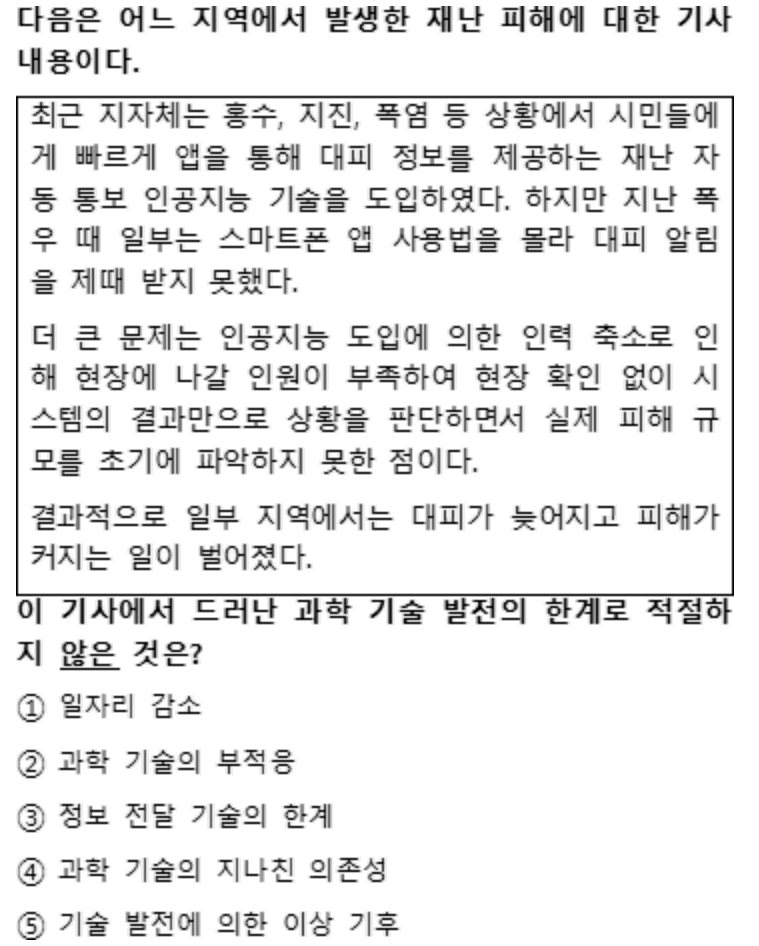 다음은 어느 지역에서 발생한 재난 피해에 대한 기사
내용이다.
최근 지자체는 홍수, 지진, 폭염 등 상황에서 시민들에
게 빠르게 앱을 통해 대피 정보를 제공하는 재난 자
동 통보 인공지능 기술을 도입하였다. 하지만 지난 폭
우 때 일부는 스마트폰 앱 사용법을 몰라 대피 알림
을 제때 받지 못했다.
더 큰 문제는 인공지능 도입에 의한 인력 축소로 인
해 현장에 나갈 인원이 부족하여 현장 확인 없이 시
스템의 결과만으로 상황을 판단하면서 실제 피해 규
모를 초기에 파악하지 못한 점이다.
결과적으로 일부 지역에서는 대피가 늦어지고 피해가
커지는 일이 벌어졌다.
이 기사에서 드러난 과학 기술 발전의 한계로 적절하
지 않은 것은?
① 일자리 감소
② 과학 기술의 부적응
③ 정보 전달 기술의 한계
④ 과학 기술의 지나친 의존성
⑤ 기술 발전에 의한 이상 기후